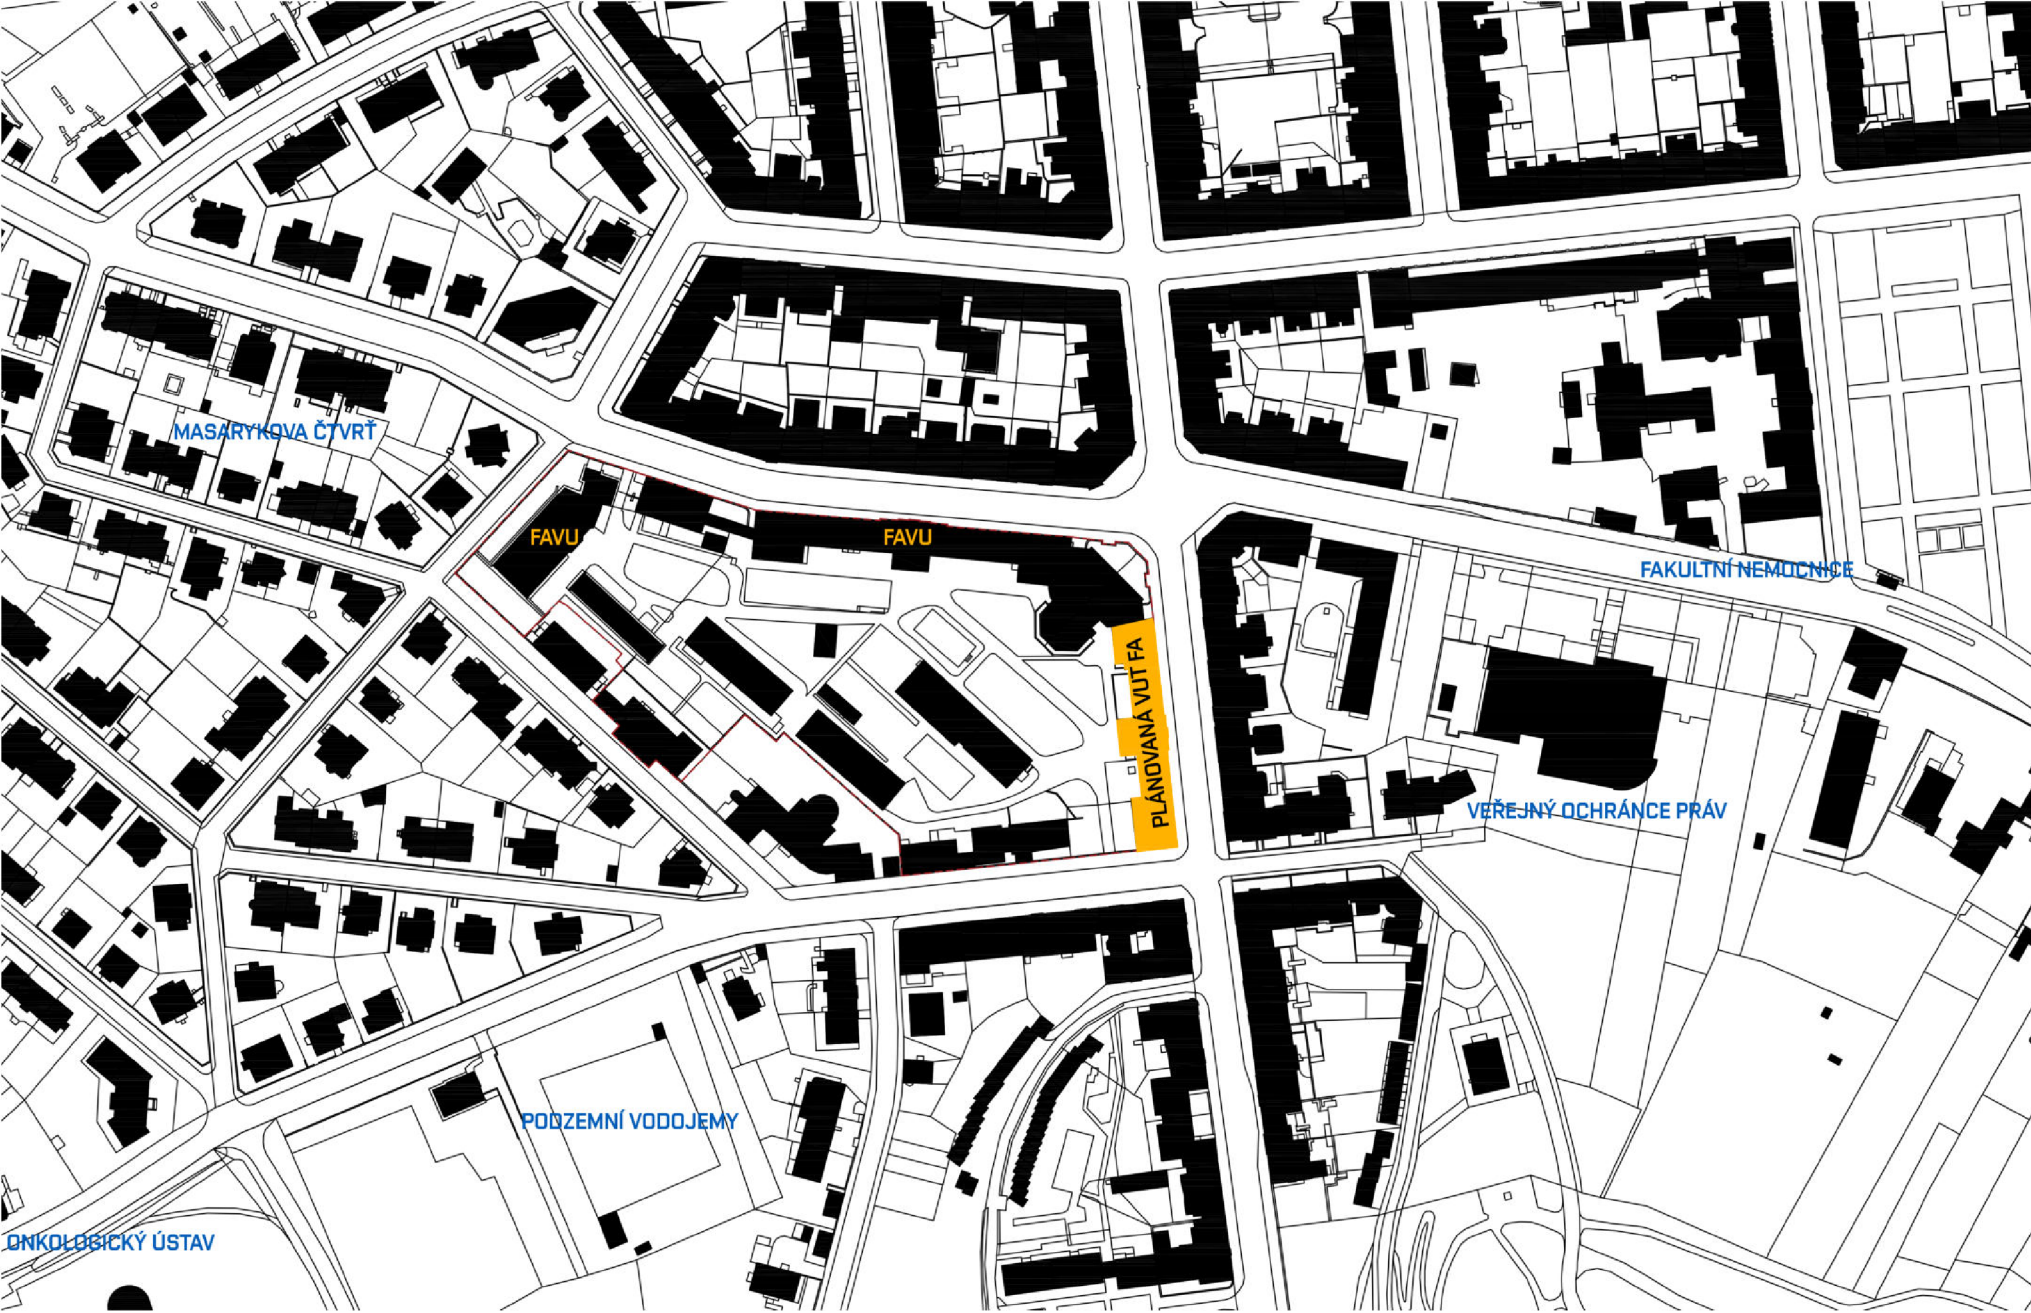 MASARYKOVA ČTVRŤ
FAVU
FAVU
FAKULTNÍ NEMOCNICE
PLÁNOVANÁ VUT FA
VEŘEJNÝ OCHRÁNCE PRÁV
PODZEMNÍ VODOJEMY
ONKOLOGICKÝ ÚSTAV